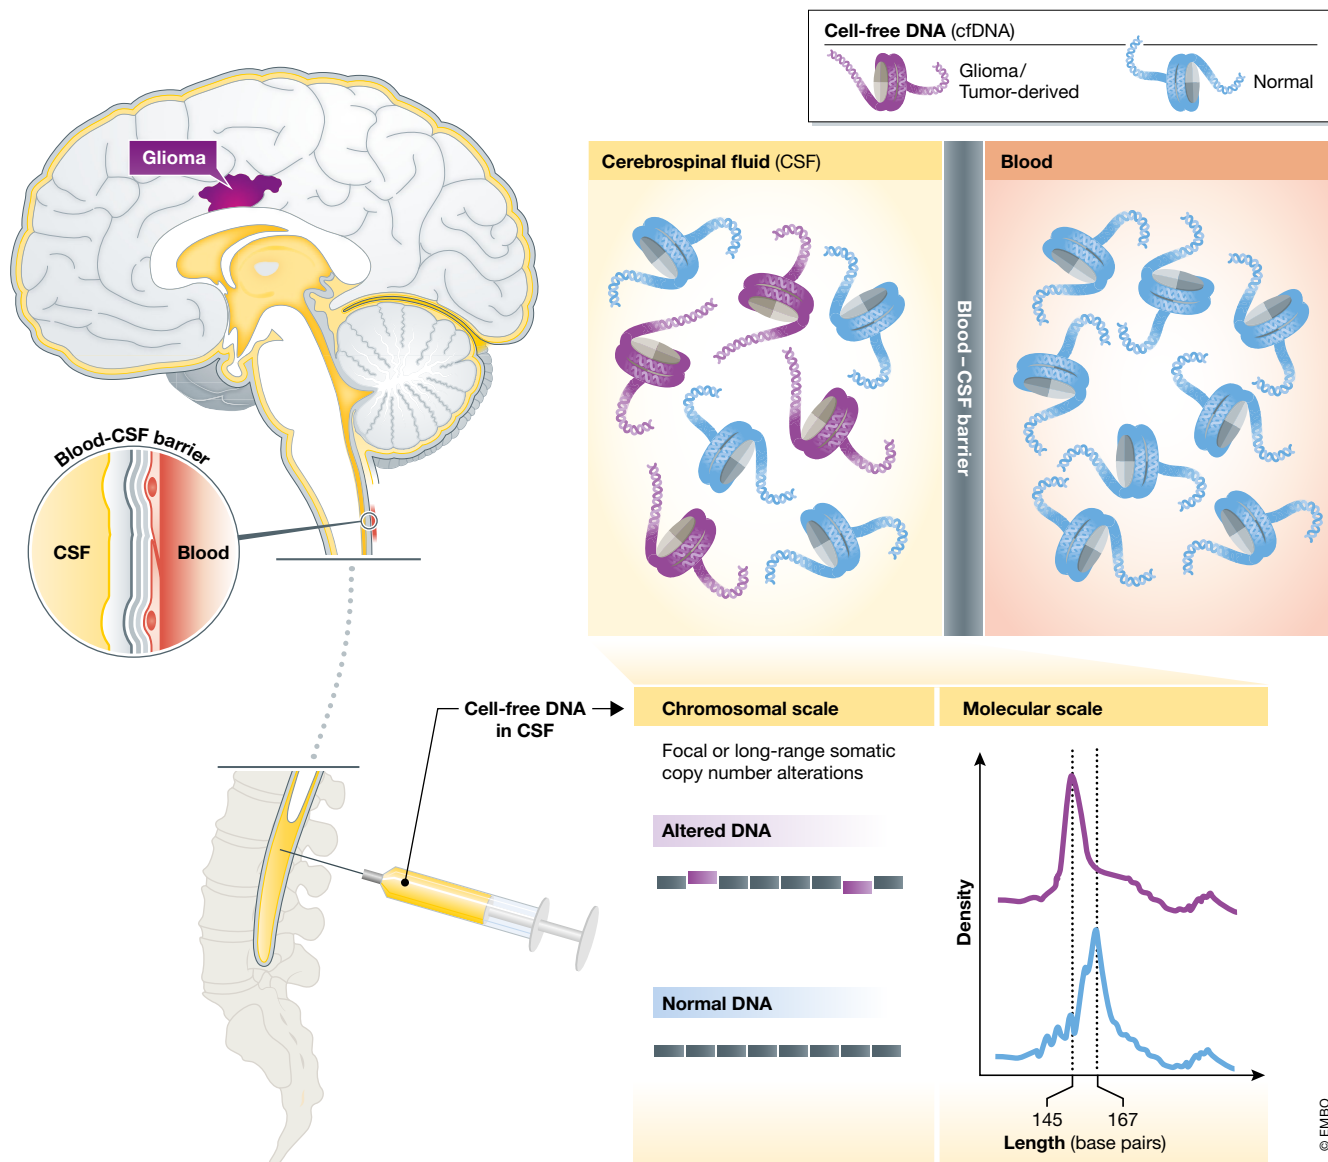 Cell-free DNA (cfDNA)
Glioma/
Tumor-derived
Normal
Glioma
Cerebrospinal fluid (CSF)
Blood–CSF barrier
Blood
Blood-CSF barrier
CSF
Blood
Cell-free DNA
in CSF
Chromosomal scale
Focal or long-range somatic
copy number alterations
Altered DNA
Normal DNA
Molecular scale
Density
145
167
Length (base pairs)
© EMBO